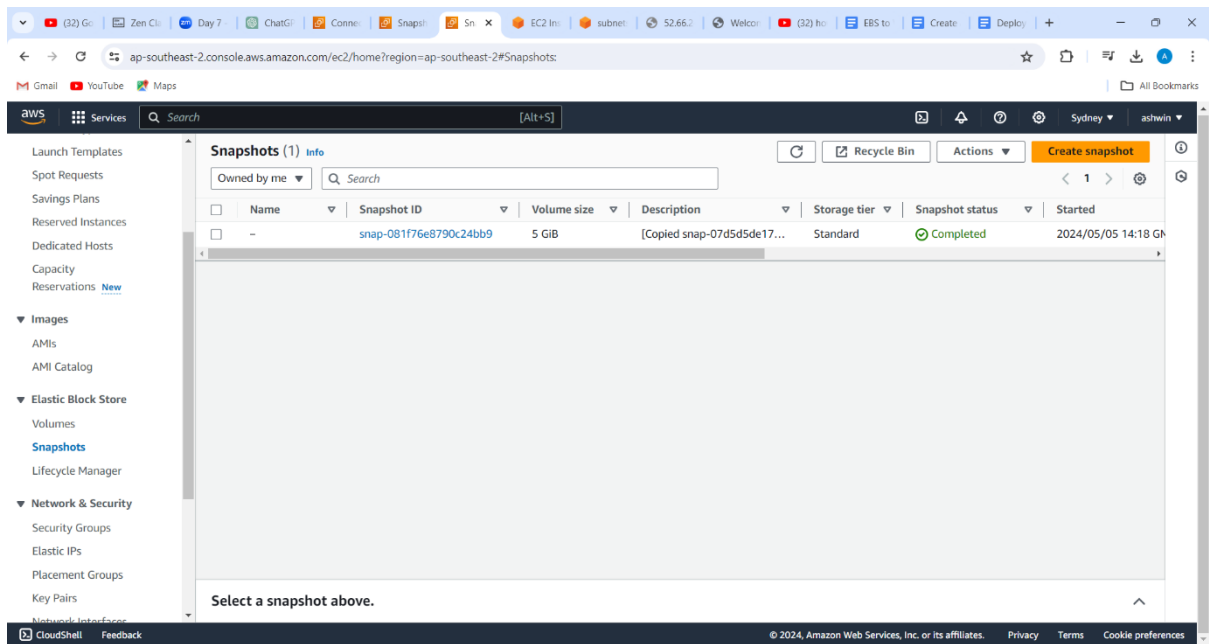 (32) Go Zen Cla Day 7 - ChatGP Connec Snapsh Sn EC2 Ins subnet 52.66.2 Welcor (32) ho EBS to Create Deploy
ap-southeast-2.console.aws.amazon.com/ec2/home?region=ap-southeast-2#Snapshots:
Gmail YouTube Maps All Bookmarks
aws Services Search [Alt+S] Sydney ashwin
Launch Templates
Spot Requests
Savings Plans
Reserved Instances
Dedicated Hosts
Capacity
Reservations New
Images
AMIs
AMI Catalog
Elastic Block Store
Volumes
Snapshots
Lifecycle Manager
Network & Security
Security Groups
Elastic IPs
Placement Groups
Key Pairs
Network Interfaces
Snapshots (1) Info Recycle Bin Actions Create snapshot
Owned by me Search 1
Name Snapshot ID Volume size Description Storage tier Snapshot status Started
– snap-081f76e8790c24bb9 5 GiB [Copied snap-07d5d5de17... Standard Completed 2024/05/05 14:18 GM
Select a snapshot above.
CloudShell Feedback © 2024, Amazon Web Services, Inc. or its affiliates. Privacy Terms Cookie preferences